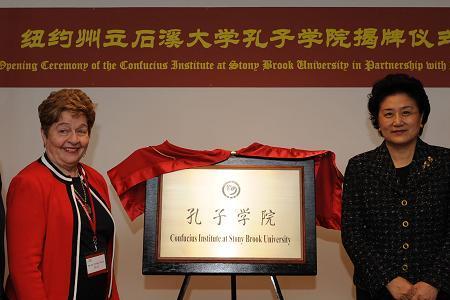 纽约州立石溪大学孔子学院揭牌仪式
Opening Ceremony of the Confucius Institute at Stony Brook University in Partnership with
孔子学院
Confucius Institute at Stony Brook University